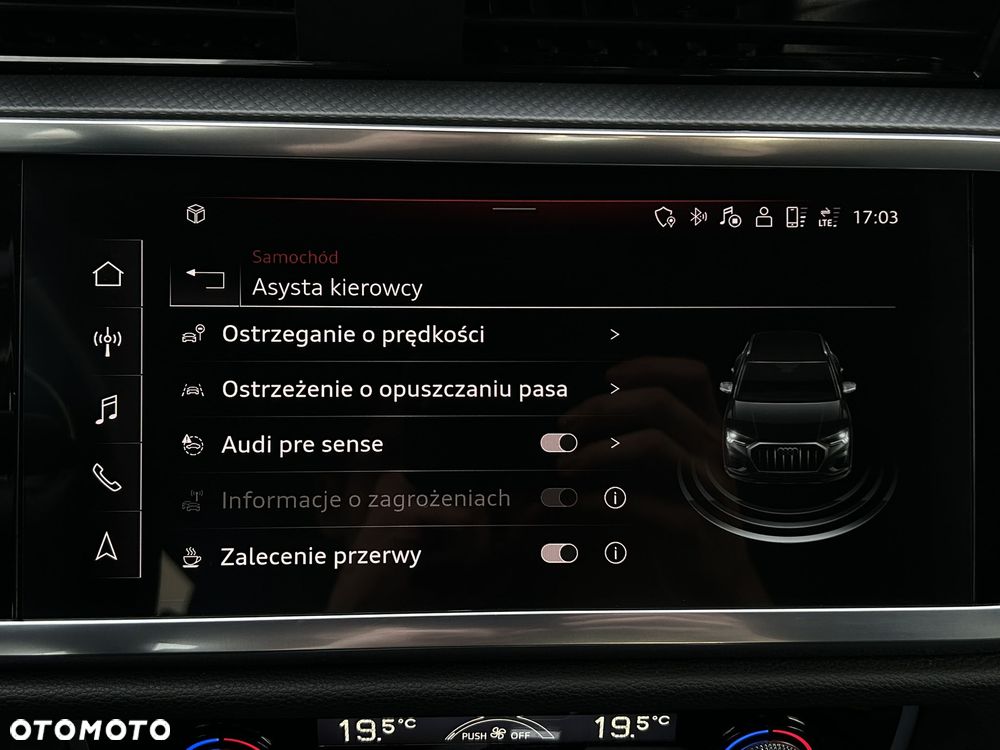 LTE 17:03
Samochód
Asysta kierowcy
Ostrzeganie o prędkości
Ostrzeżenie o opuszczaniu pasa
Audi pre sense
Informacje o zagrożeniach
Zalecenie przerwy
19.5°C PUSH OFF 19.5°C
OTOMOTO